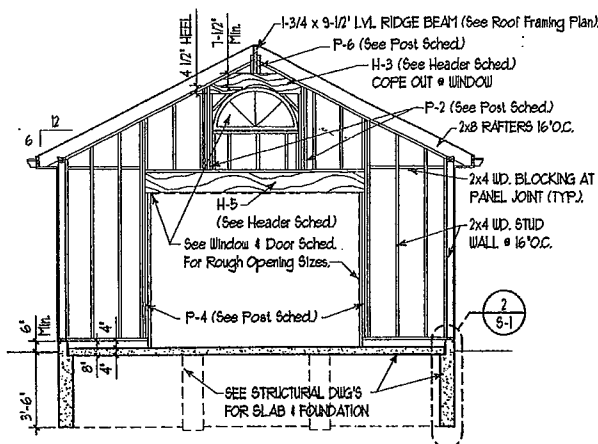 1-3/4 x 9-1/2" LVL RIDGE BEAM (See Roof Framing Plan)
P-6 (See Post Sched.)
H-3 (See Header Sched.)
COPE OUT @ WINDOW
4 1/2" HEEL
7-1/2"
Min.
P-2 (See Post Sched.)
2x8 RAFTERS 16" O.C.
12
6
2x4 WD. BLOCKING AT
PANEL JOINT (TYP.)
H-5
(See Header Sched.)
See Window & Door Sched.
For Rough Opening Sizes.
2x4 WD. STUD
WALL @ 16" O.C.
P-4 (See Post Sched.)
2
S-1
6"
Min.
4"
8"
4"
3'-6"
SEE STRUCTURAL DWG'S
FOR SLAB & FOUNDATION